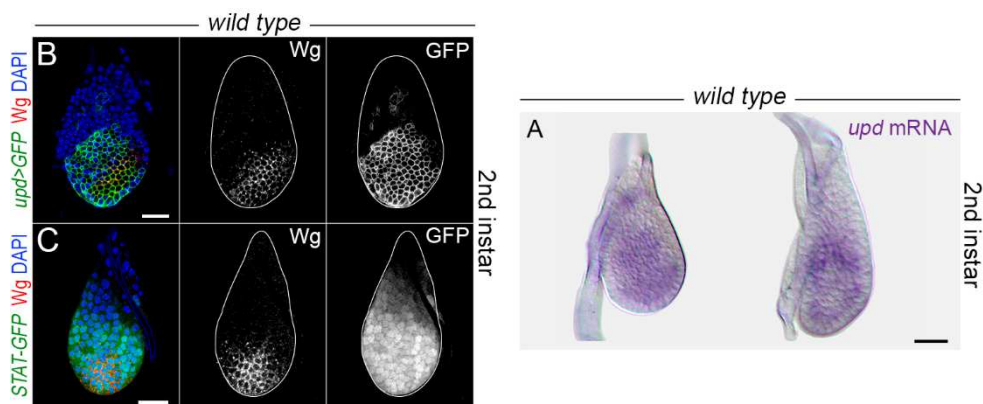 wild type
B
Wg
GFP
upd>GFP Wg DAPI
C
Wg
GFP
STAT-GFP Wg DAPI
2nd instar
wild type
A
upd mRNA
2nd instar